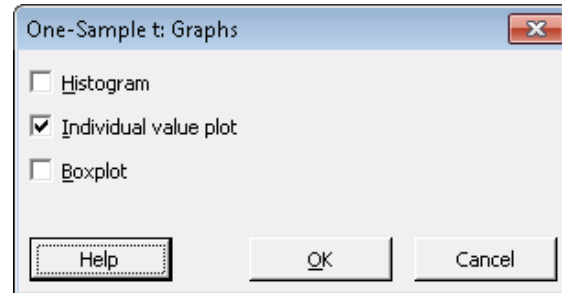 One-Sample t: Graphs
Histogram
Individual value plot
Boxplot
Help OK Cancel